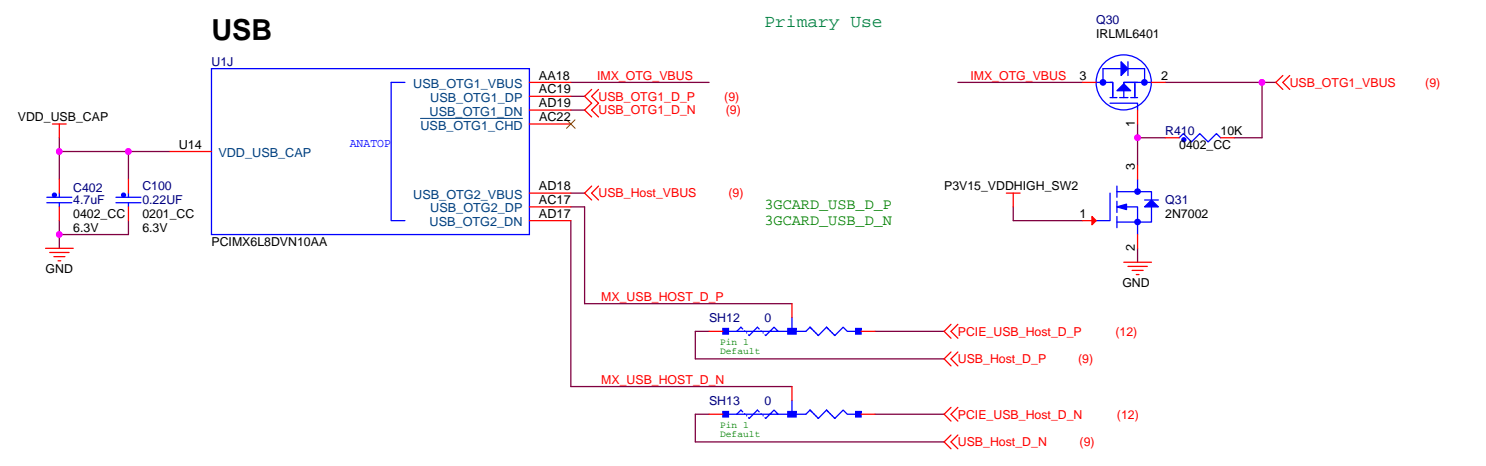 USB
Primary Use
Q30
IRLML6401
U1J
USB_OTG1_VBUS AA18 IMX_OTG_VBUS
IMX_OTG_VBUS 3 2 USB_OTG1_VBUS (9)
USB_OTG1_DP AC19 USB_OTG1_D_P (9)
USB_OTG1_DN AD19 USB_OTG1_D_N (9)
USB_OTG1_CHD AC22
1
R410 10K
0402_CC
VDD_USB_CAP
U14 VDD_USB_CAP
ANATOP
C402
4.7uF
0402_CC
6.3V
C100
0.22UF
0201_CC
6.3V
GND
USB_OTG2_VBUS AD18 USB_Host_VBUS (9)
USB_OTG2_DP AC17
USB_OTG2_DN AD17
PCIMX6L8DVN10AA
3GCARD_USB_D_P
3GCARD_USB_D_N
P3V15_VDDHIGH_SW2
3
1
Q31
2N7002
2
GND
MX_USB_HOST_D_P
SH12 0
Pin 1
Default
PCIE_USB_Host_D_P (12)
USB_Host_D_P (9)
MX_USB_HOST_D_N
SH13 0
Pin 1
Default
PCIE_USB_Host_D_N (12)
USB_Host_D_N (9)